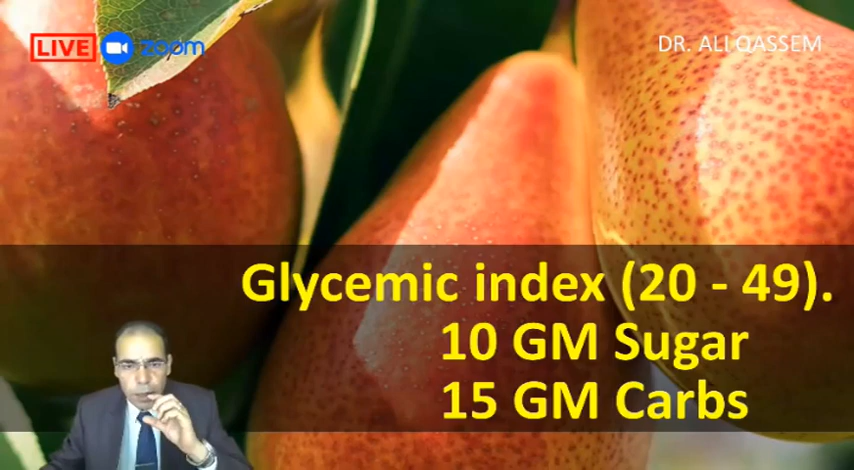 LIVE zoom
DR. ALI QASSEM
Glycemic index (20 - 49).
10 GM Sugar
15 GM Carbs